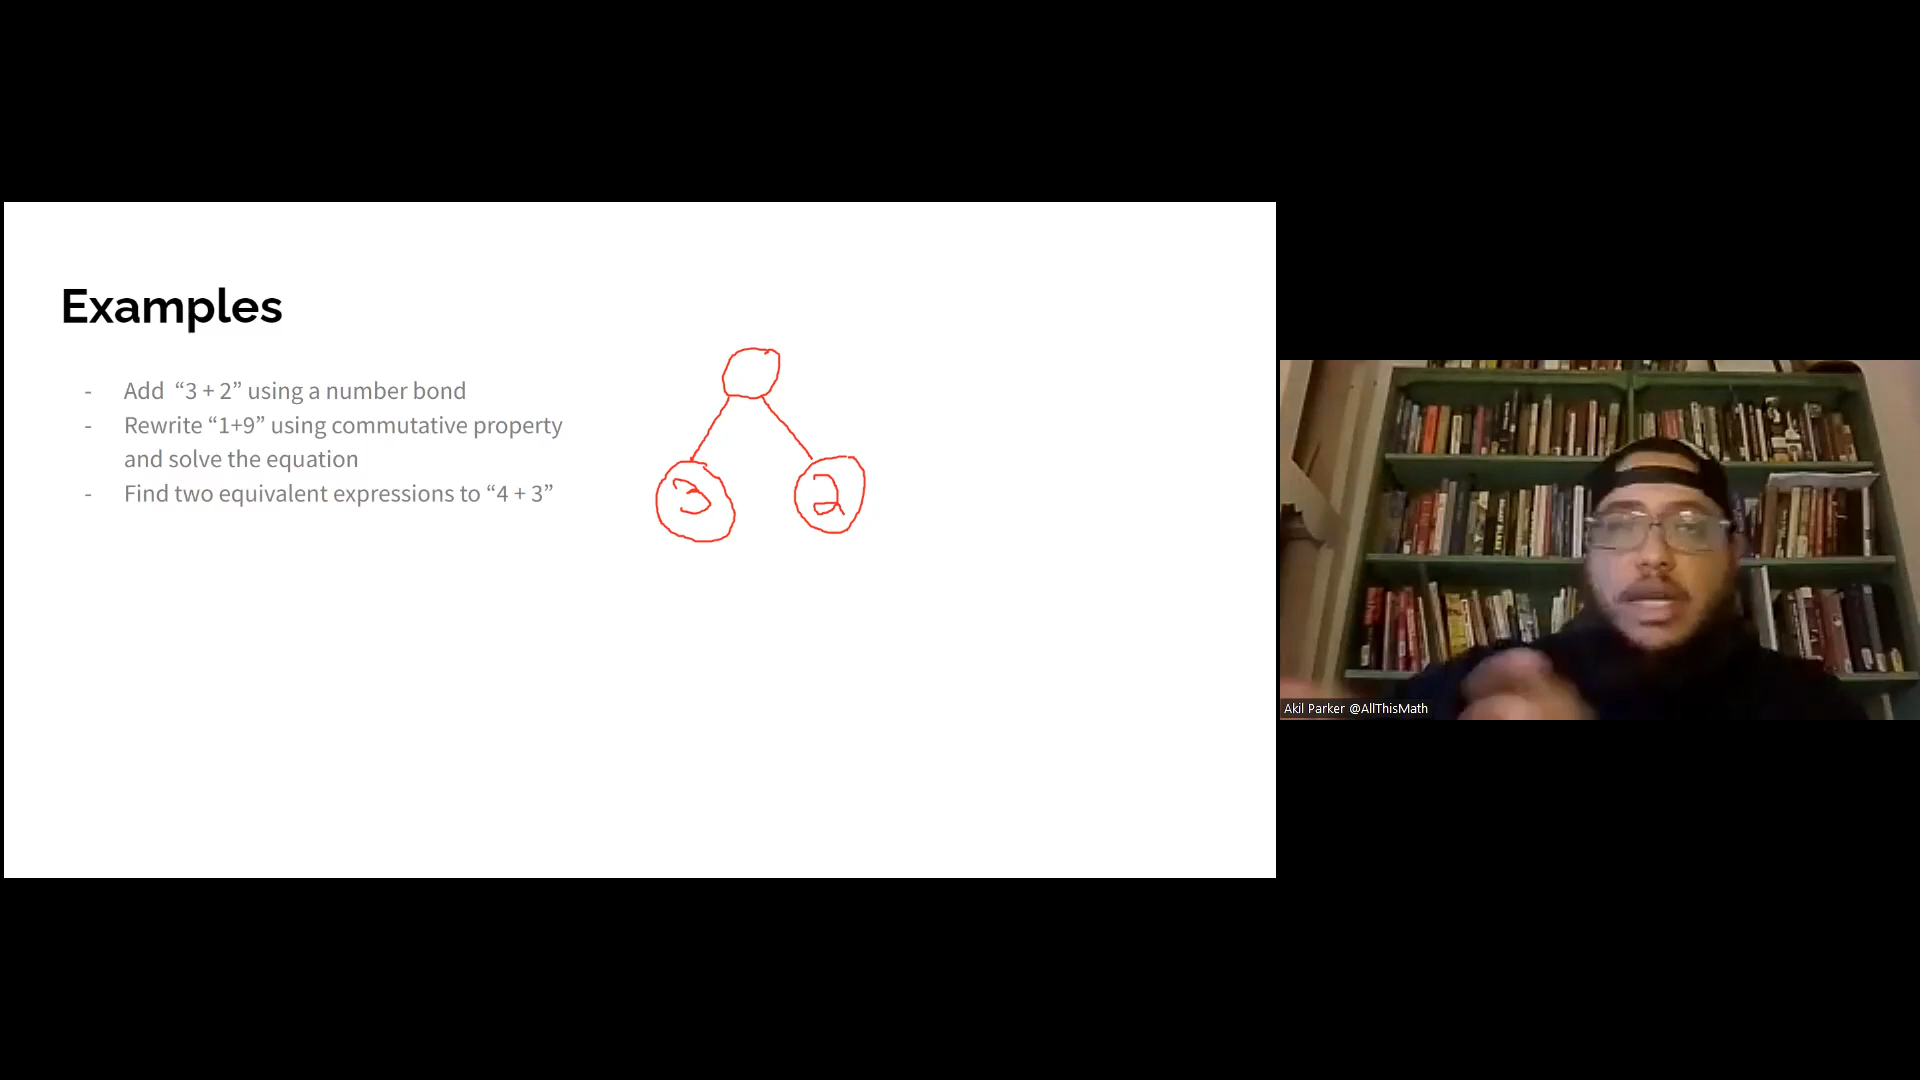 Examples
- Add “3 + 2” using a number bond
- Rewrite “1+9” using commutative property
and solve the equation
- Find two equivalent expressions to “4 + 3”
3 2
Akil Parker @AllThisMath